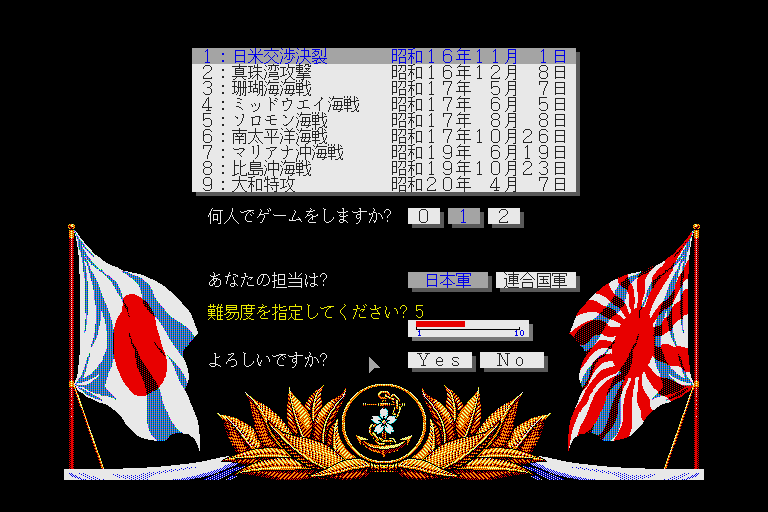 1：日米交渉決裂　昭和16年11月 1日
2：真珠湾攻撃　昭和16年12月 8日
3：珊瑚海海戦　昭和17年 5月 7日
4：ミッドウエイ海戦　昭和17年 6月 5日
5：ソロモン海戦　昭和17年 8月 8日
6：南太平洋海戦　昭和17年10月26日
7：マリアナ沖海戦　昭和19年 6月19日
8：比島沖海戦　昭和19年10月23日
9：大和特攻　昭和20年 4月 7日
何人でゲームをしますか? 0 1 2
あなたの担当は? 日本軍 連合国軍
難易度を指定してください? 5
1 10
よろしいですか? Yes No